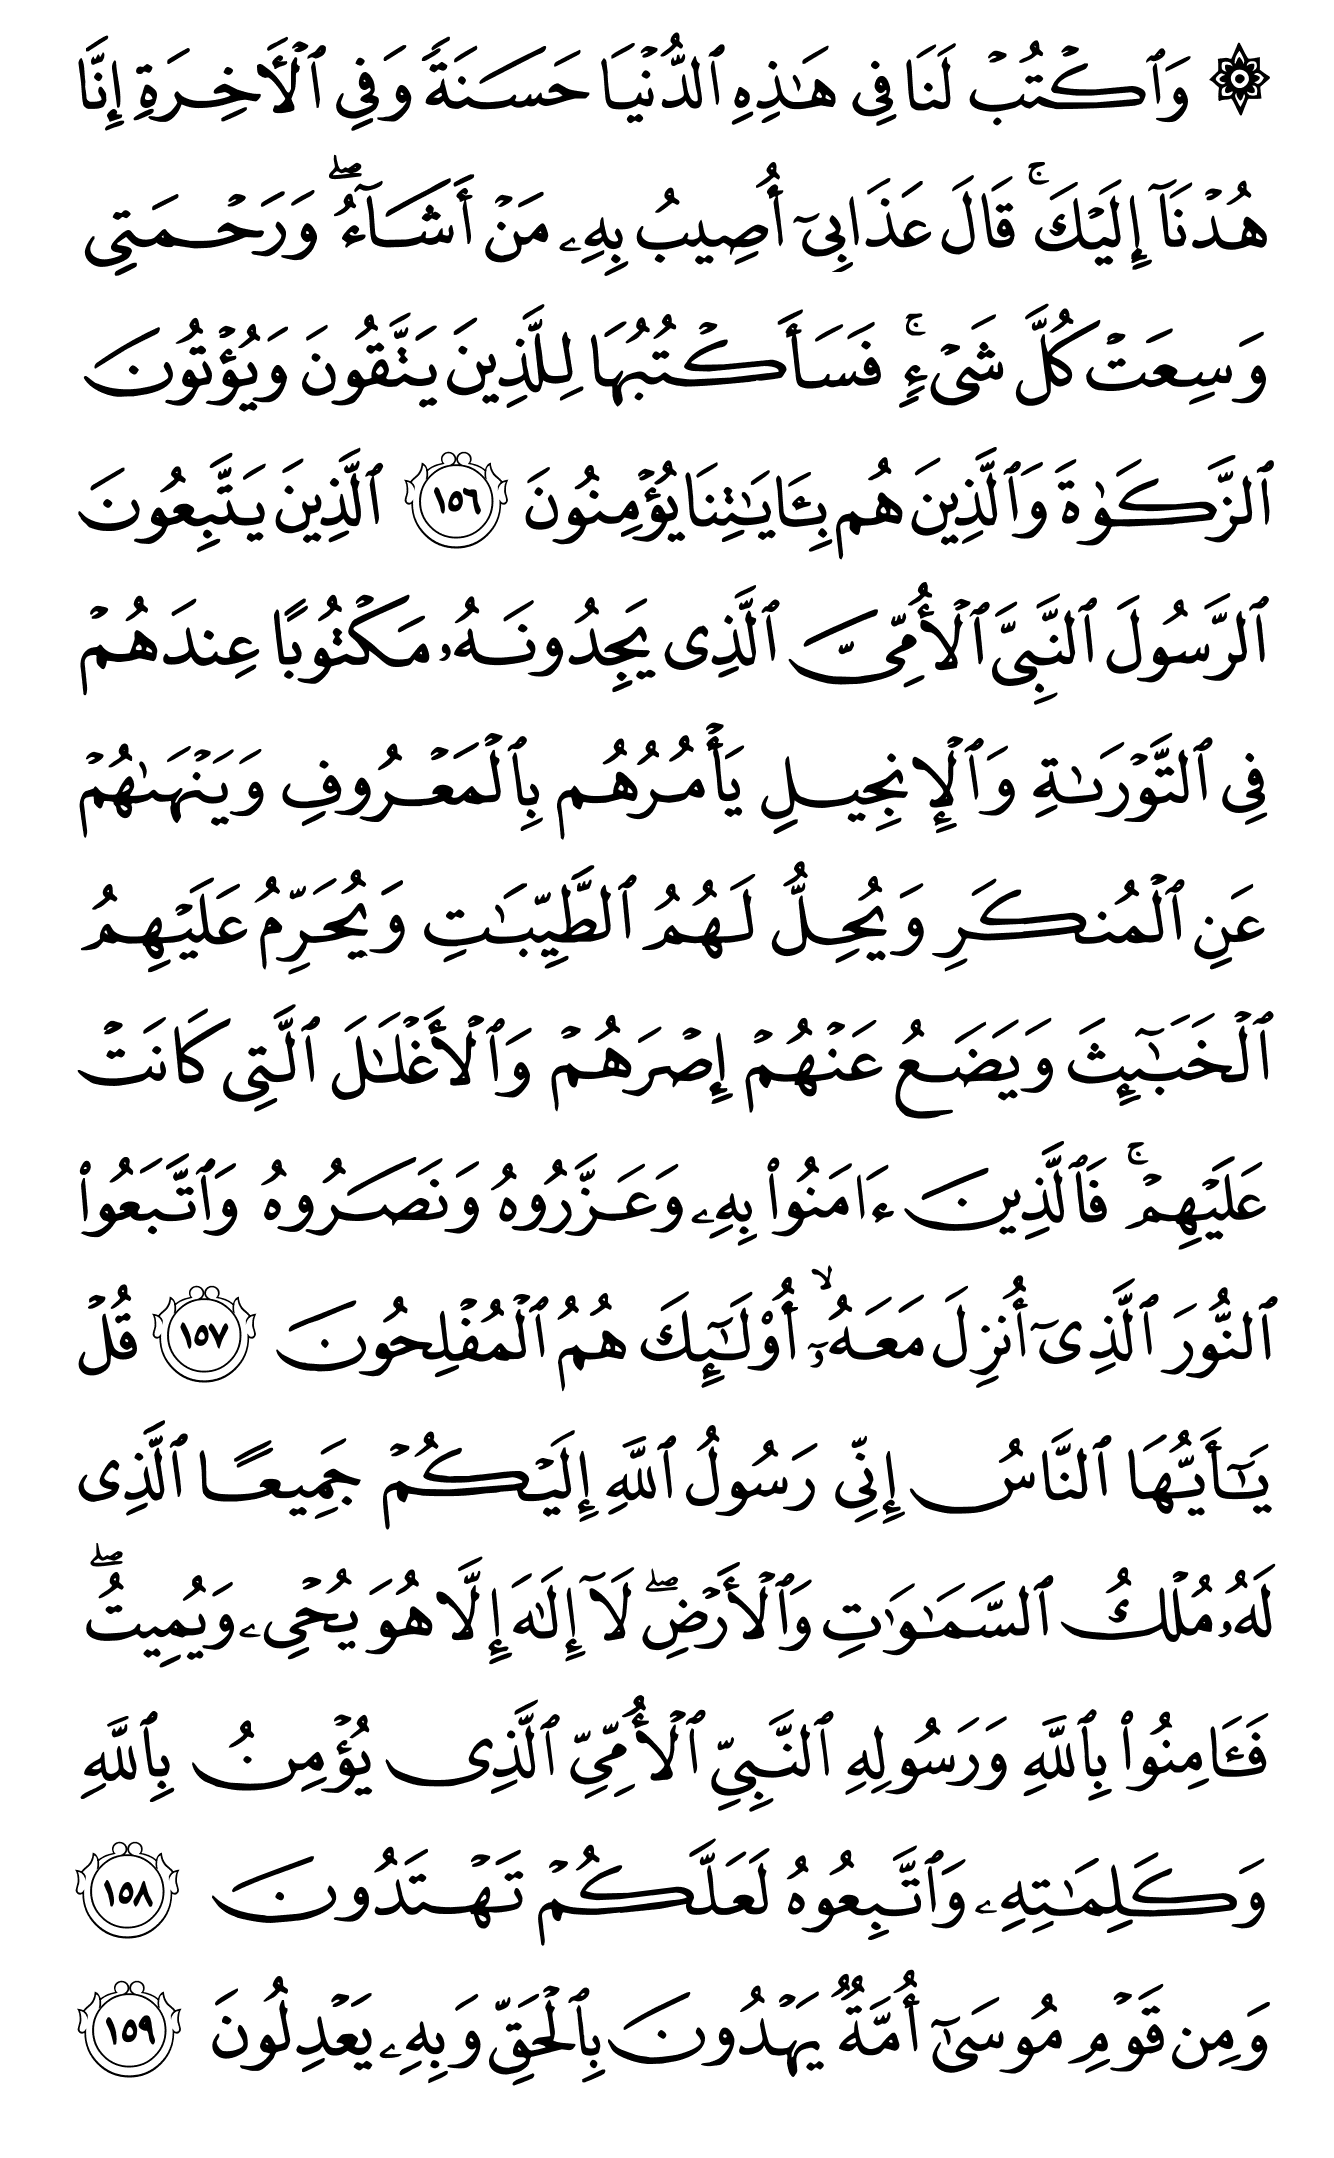 ۞ وَٱكۡتُبۡ لَنَا فِى هَـٰذِهِ ٱلدُّنۡيَا حَسَنَةً وَفِى ٱلۡأَخِرَةِ إِنَّا
هُدۡنَآ إِلَيۡكَ ۚ قَالَ عَذَابِىٓ أُصِيبُ بِهِۦ مَنۡ أَشَآءُ ۖ وَرَحۡمَتِى
وَسِعَتۡ كُلَّ شَىۡءٍ ۚ فَسَأَكۡتُبُهَا لِلَّذِينَ يَتَّقُونَ وَيُؤۡتُونَ
ٱلزَّكَوٰةَ وَٱلَّذِينَ هُم بِـَٔايَـٰتِنَا يُؤۡمِنُونَ ١٥٦ ٱلَّذِينَ يَتَّبِعُونَ
ٱلرَّسُولَ ٱلنَّبِىَّ ٱلۡأُمِّىَّ ٱلَّذِى يَجِدُونَهُۥ مَكۡتُوبًا عِندَهُمۡ
فِى ٱلتَّوۡرَىٰةِ وَٱلۡإِنجِيلِ يَأۡمُرُهُم بِٱلۡمَعۡرُوفِ وَيَنۡهَىٰهُمۡ
عَنِ ٱلۡمُنكَرِ وَيُحِلُّ لَهُمُ ٱلطَّيِّبَـٰتِ وَيُحَرِّمُ عَلَيۡهِمُ
ٱلۡخَبَـٰٓئِثَ وَيَضَعُ عَنۡهُمۡ إِصۡرَهُمۡ وَٱلۡأَغۡلَـٰلَ ٱلَّتِى كَانَتۡ
عَلَيۡهِمۡ ۚ فَٱلَّذِينَ ءَامَنُوا۟ بِهِۦ وَعَزَّرُوهُ وَنَصَرُوهُ وَٱتَّبَعُوا۟
ٱلنُّورَ ٱلَّذِىٓ أُنزِلَ مَعَهُۥٓ ۙ أُو۟لَـٰٓئِكَ هُمُ ٱلۡمُفۡلِحُونَ ١٥٧ قُلۡ
يَـٰٓأَيُّهَا ٱلنَّاسُ إِنِّى رَسُولُ ٱللَّهِ إِلَيۡكُمۡ جَمِيعًا ٱلَّذِى
لَهُۥ مُلۡكُ ٱلسَّمَـٰوَٰتِ وَٱلۡأَرۡضِ ۖ لَآ إِلَـٰهَ إِلَّا هُوَ يُحۡىِۦ وَيُمِيتُ ۖ
فَـَٔامِنُوا۟ بِٱللَّهِ وَرَسُولِهِ ٱلنَّبِىِّ ٱلۡأُمِّىِّ ٱلَّذِى يُؤۡمِنُ بِٱللَّهِ
وَكَلِمَـٰتِهِۦ وَٱتَّبِعُوهُ لَعَلَّكُمۡ تَهۡتَدُونَ ١٥٨
وَمِن قَوۡمِ مُوسَىٰٓ أُمَّةٌ يَهۡدُونَ بِٱلۡحَقِّ وَبِهِۦ يَعۡدِلُونَ ١٥٩